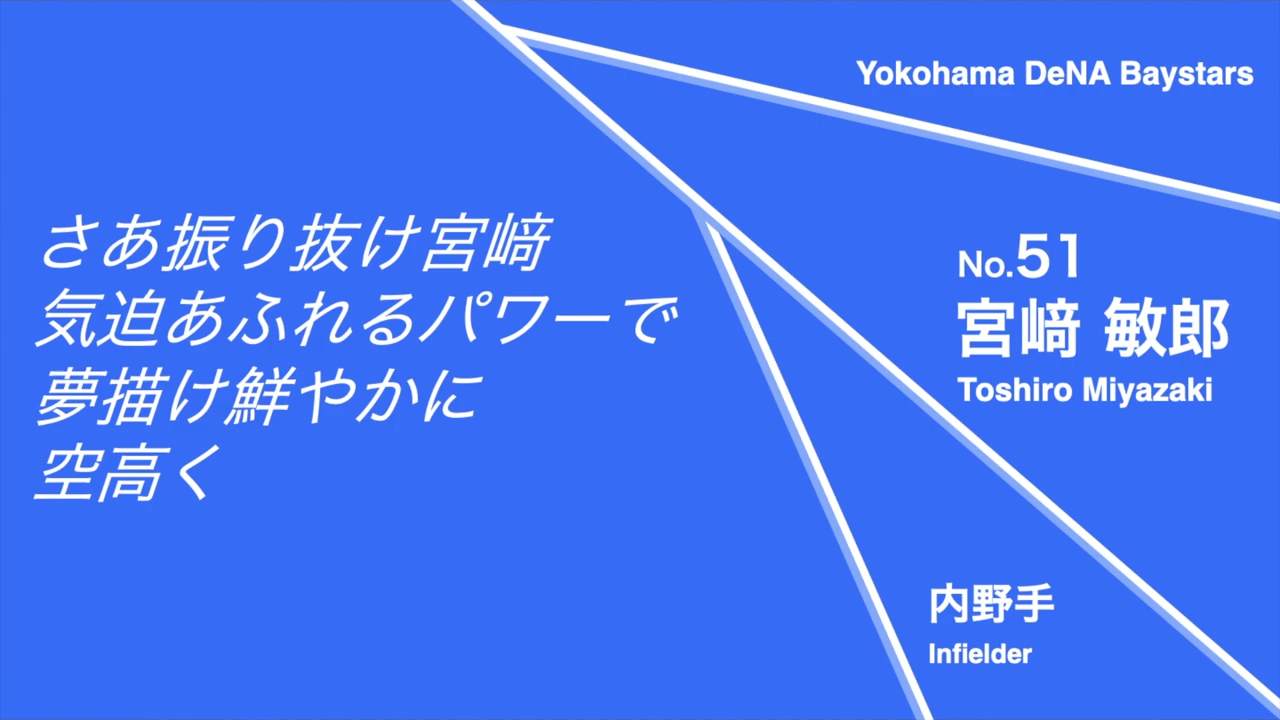 Yokohama DeNA Baystars
さあ振り抜け宮﨑
気迫あふれるパワーで
夢描け鮮やかに
空高く
No.51
宮﨑 敏郎
Toshiro Miyazaki
内野手
Infielder